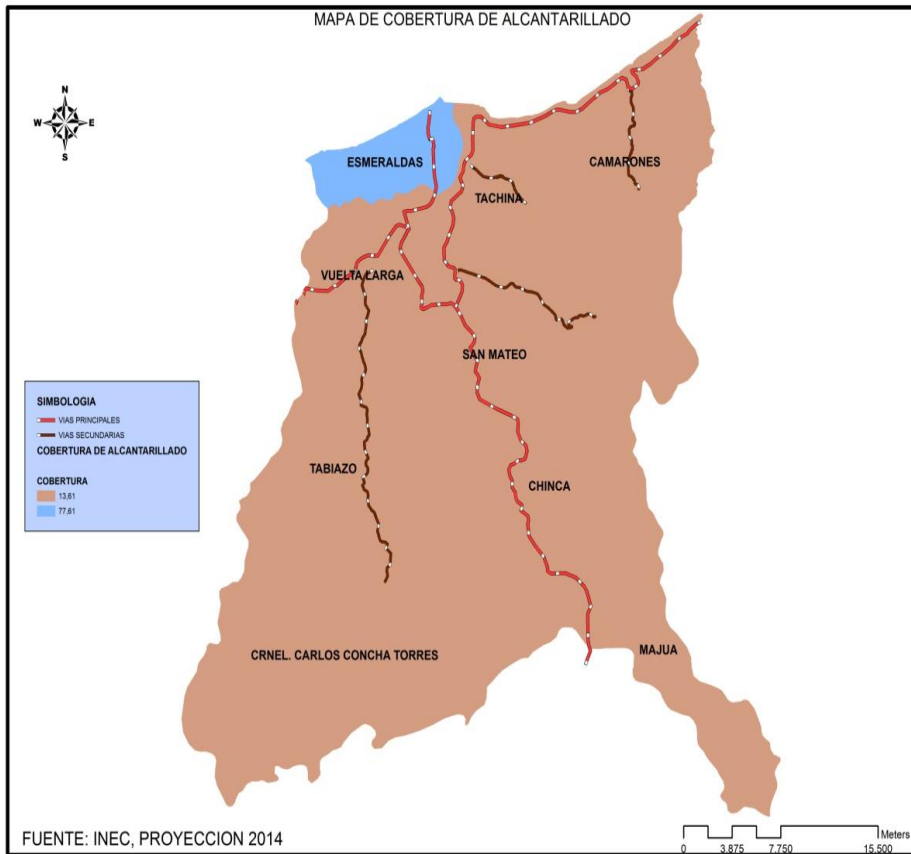 MAPA DE COBERTURA DE ALCANTARILLADO
N
W E
S
ESMERALDAS
CAMARONES
TACHINA
VUELTA LARGA
SAN MATEO
SIMBOLOGIA
VIAS PRINCIPALES
VIAS SECUNDARIAS
COBERTURA DE ALCANTARILLADO
COBERTURA
13,61
77,61
TABIAZO
CHINCA
CRNEL. CARLOS CONCHA TORRES
MAJUA
FUENTE: INEC, PROYECCION 2014
Meters
0 3.875 7.750 15.500